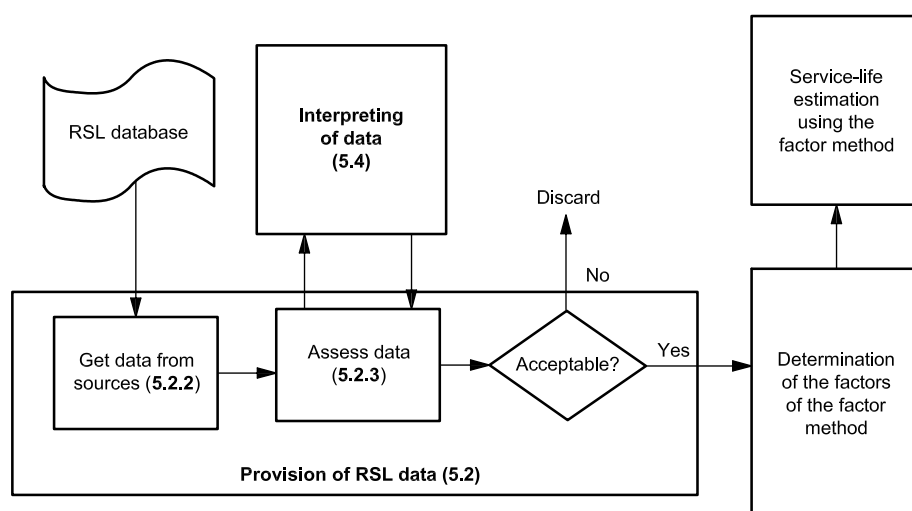 RSL database
Interpreting
of data
(5.4)
Service-life
estimation
using the
factor method
Discard
No
Get data from
sources (5.2.2)
Assess data
(5.2.3)
Acceptable?
Yes
Determination
of the factors
of the factor
method
Provision of RSL data (5.2)